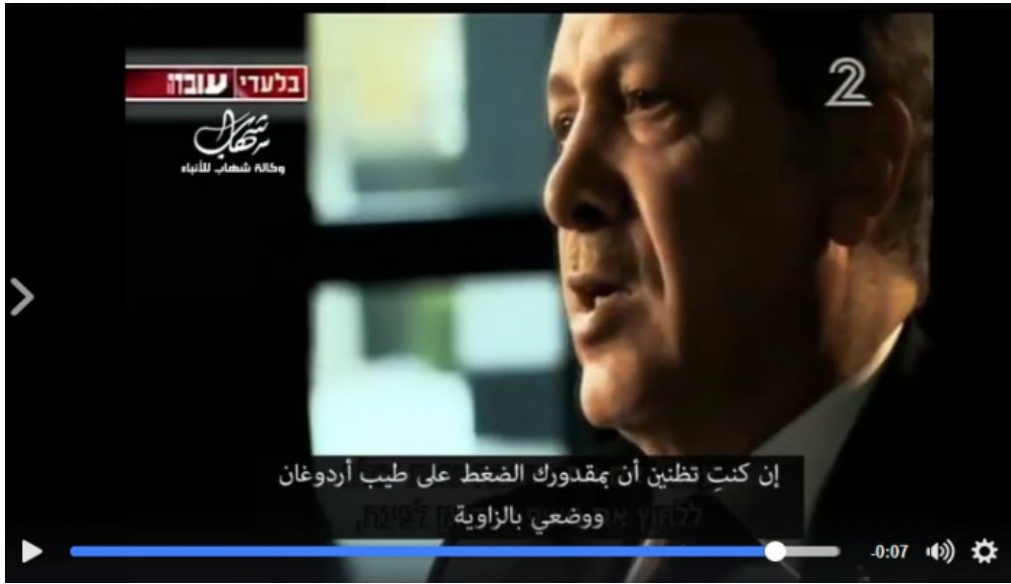 בלעדי עובדה
2
شهاب
وكالة شهاب للأنباء
إن كنتِ تظنين أن بمقدورك الضغط على طيب أردوغان
ووضعي بالزاوية
-0:07